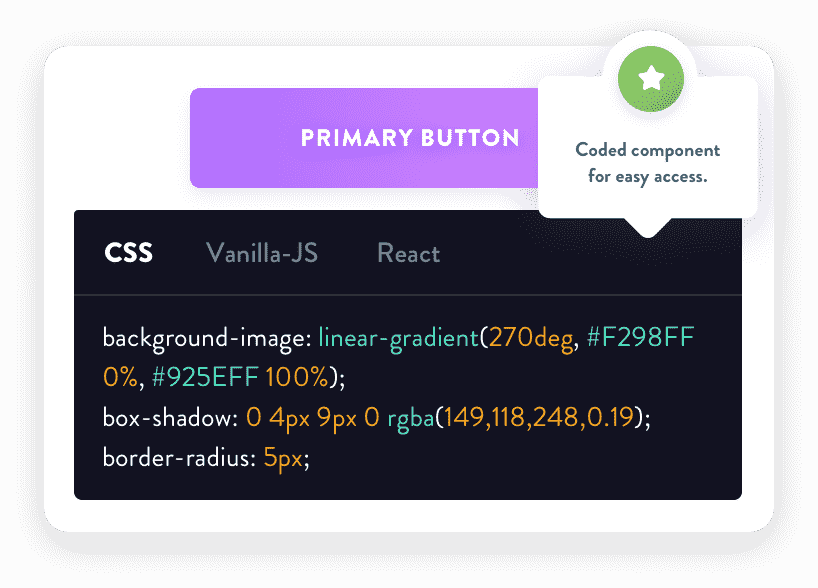 PRIMARY BUTTON
Coded component
for easy access.
CSS Vanilla-JS React
background-image: linear-gradient(270deg, #F298FF
0%, #925EFF 100%);
box-shadow: 0 4px 9px 0 rgba(149,118,248,0.19);
border-radius: 5px;